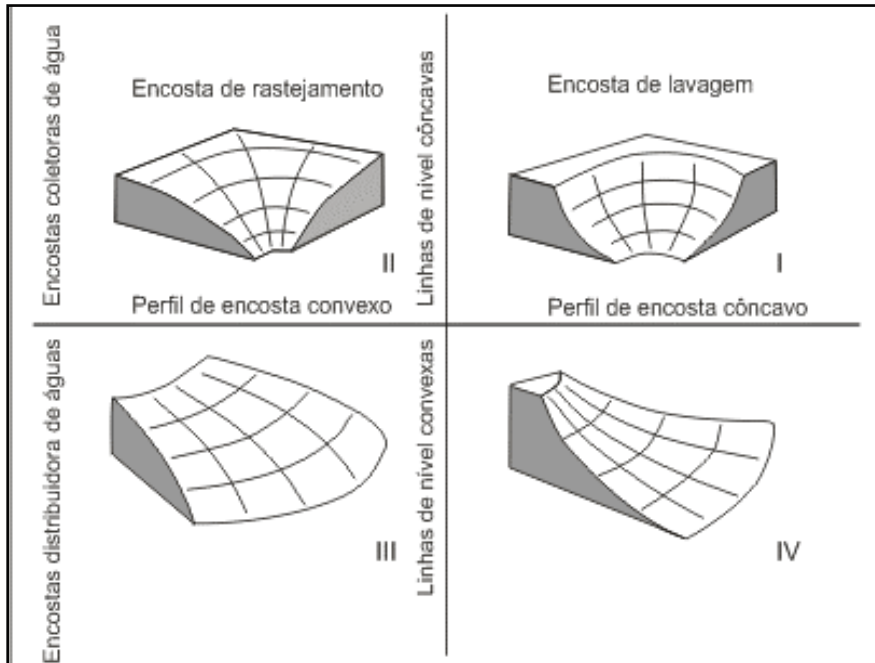 Encostas coletoras de água
Encosta de rastejamento
II
Perfil de encosta convexo
Linhas de nível côncavas
Encosta de lavagem
I
Perfil de encosta côncavo
Encostas distribuidora de águas
III
Linhas de nível convexas
IV